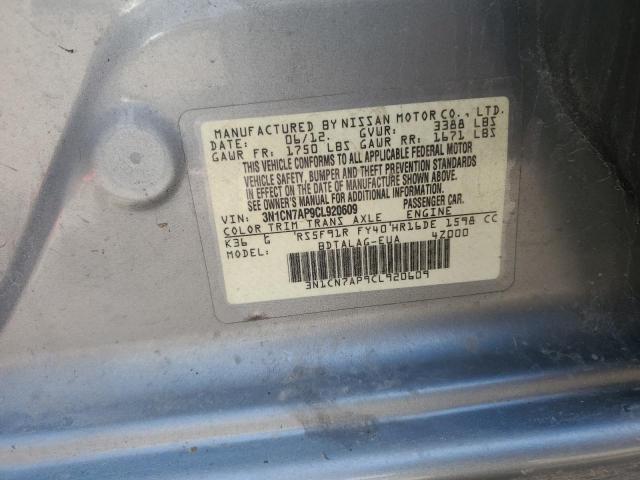 MANUFACTURED BY NISSAN MOTOR CO., LTD.
DATE: 06/12. GVWR: 3388 LBS
GAWR FR: 1750 LBS GAWR RR: 1671 LBS
THIS VEHICLE CONFORMS TO ALL APPLICABLE FEDERAL MOTOR
VEHICLE SAFETY, BUMPER AND THEFT PREVENTION STANDARDS
IN EFFECT ON THE DATE OF MANUFACTURE SHOWN ABOVE.
SEE OWNER'S MANUAL FOR ADDITIONAL INFORMATION.
VIN: 3N1CN7AP9CL920609 PASSENGER CAR.
COLOR TRIM TRANS AXLE ENGINE
K36 G RS5F91R FY40 HR16DE 1598 CC
MODEL: BDTALAG-EUA 4Z000
3N1CN7AP9CL920609